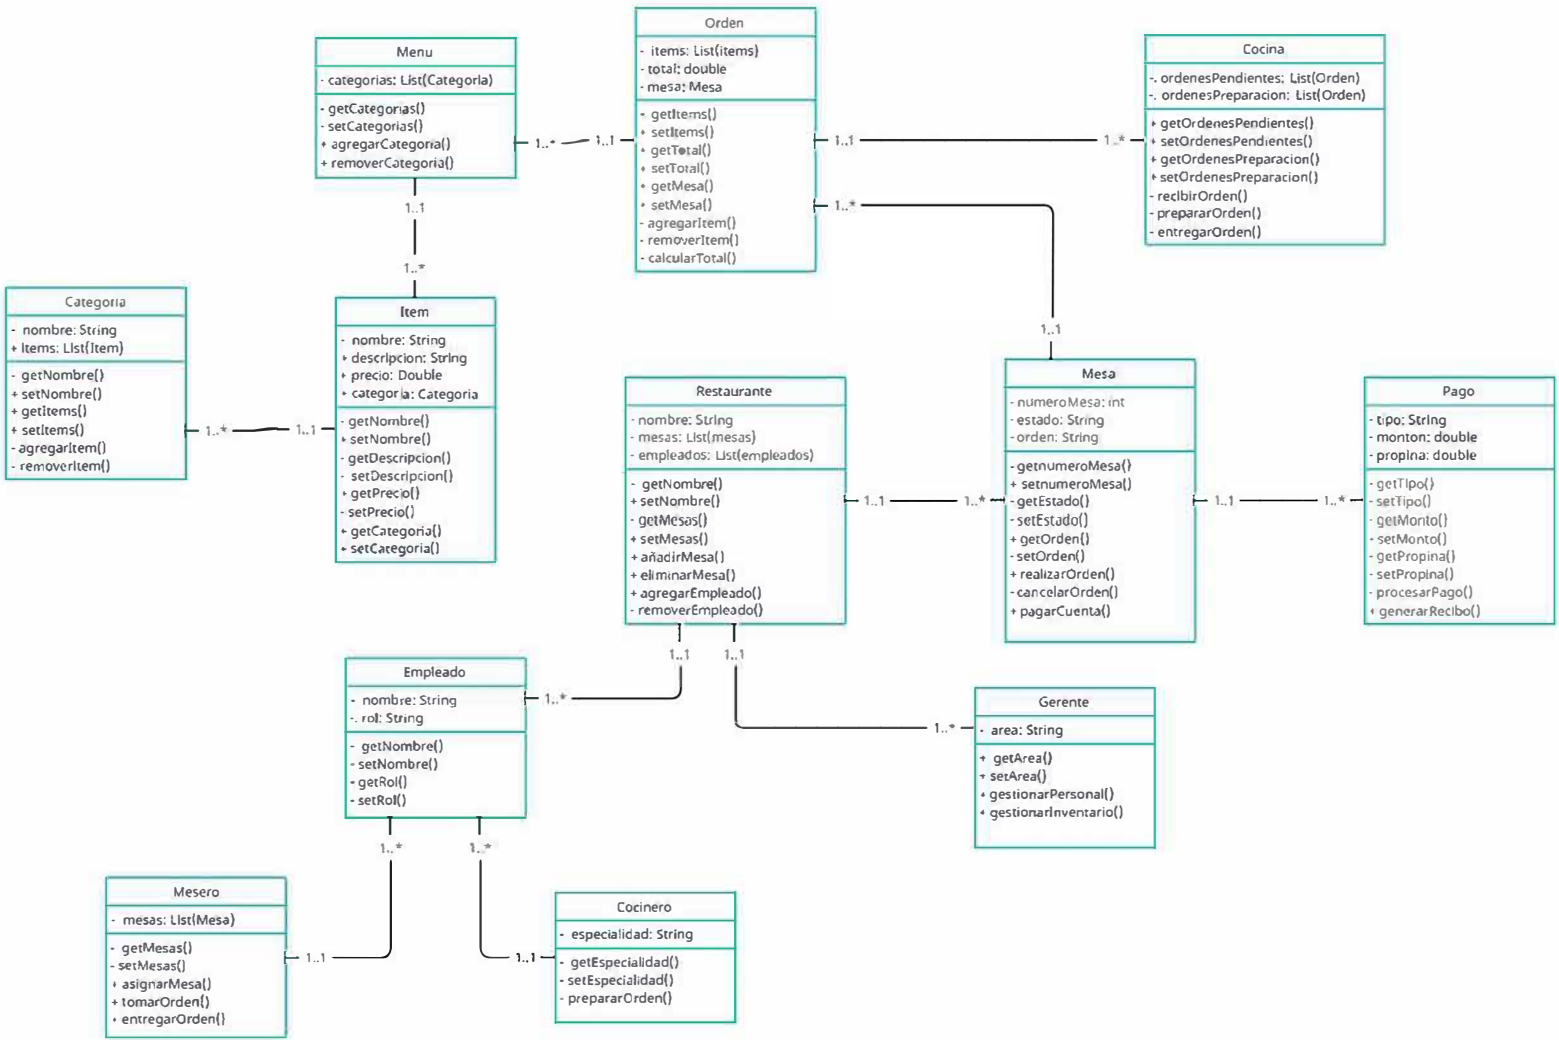 Menu
- categorias: List(Categoria)
- getCategorias()
- setCategorias()
+ agregarCategoria()
+ removerCategoria()
Orden
- items: List(items)
- total: double
- mesa: Mesa
- getItems()
+ setItems()
+ getTotal()
+ setTotal()
+ getMesa()
+ setMesa()
- agregarItem()
- removerItem()
- calcularTotal()
Cocina
-. ordenesPendientes: List(Orden)
-. ordenesPreparacion: List(Orden)
+ getOrdenesPendientes()
+ setOrdenesPendientes()
+ getOrdenesPreparacion()
+ setOrdenesPreparacion()
- recibirOrden()
- prepararOrden()
- entregarOrden()
1..*
1..1
1..1
1..*
1..*
1..1
1..1
1..*
Categoria
- nombre: String
+ Items: List(Item)
- getNombre()
+ setNombre()
+ getItems()
+ setItems()
- agregarItem()
- removerItem()
1..*
1..1
Item
- nombre: String
+ descripcion: String
+ precio: Double
+ categoria: Categoria
- getNombre()
+ setNombre()
- getDescripcion()
- setDescripcion()
+ getPrecio()
- setPrecio()
+ getCategoria()
+ setCategoria()
Restaurante
- nombre: String
- mesas: List(mesas)
- empleados: List(empleados)
- getNombre()
+ setNombre()
- getMesas()
+ setMesas()
+ añadirMesa()
+ eliminarMesa()
+ agregarEmpleado()
- removerEmpleado()
1..1
1..*
Mesa
- numeroMesa: int
- estado: String
- orden: String
- getnumeroMesa()
+ setnumeroMesa()
- getEstado()
- setEstado()
+ getOrden()
- setOrden()
+ realizarOrden()
- cancelarOrden()
+ pagarCuenta()
1..1
1..*
Pago
- tipo: String
- monton: double
- propina: double
- getTipo()
- setTipo()
- getMonto()
- setMonto()
- getPropina()
- setPropina()
- procesarPago()
+ generarRecibo()
1..1
1..1
1..*
1..*
Empleado
- nombre: String
-. rol: String
- getNombre()
- setNombre()
- getRol()
- setRol()
Gerente
- area: String
+ getArea()
+ setArea()
+ gestionarPersonal()
+ gestionarInventario()
1..*
1..*
Mesero
- mesas: List(Mesa)
- getMesas()
- setMesas()
+ asignarMesa()
+ tomarOrden()
+ entregarOrden()
1..1
1..1
Cocinero
- especialidad: String
- getEspecialidad()
- setEspecialidad()
- prepararOrden()